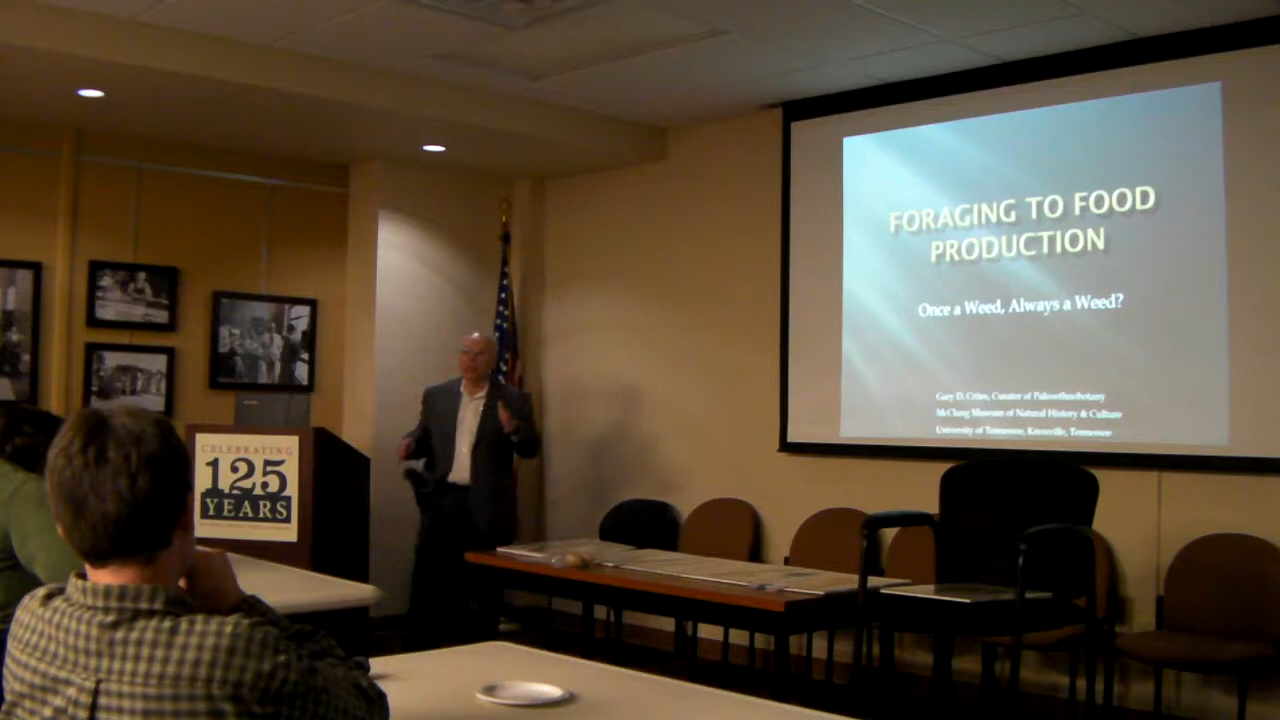 CELEBRATING
125
YEARS
FORAGING TO FOOD
PRODUCTION
Once a Weed, Always a Weed?
Gary D. Crites, Curator of Paleoethnobotany
McClung Museum of Natural History & Culture
University of Tennessee, Knoxville, Tennessee